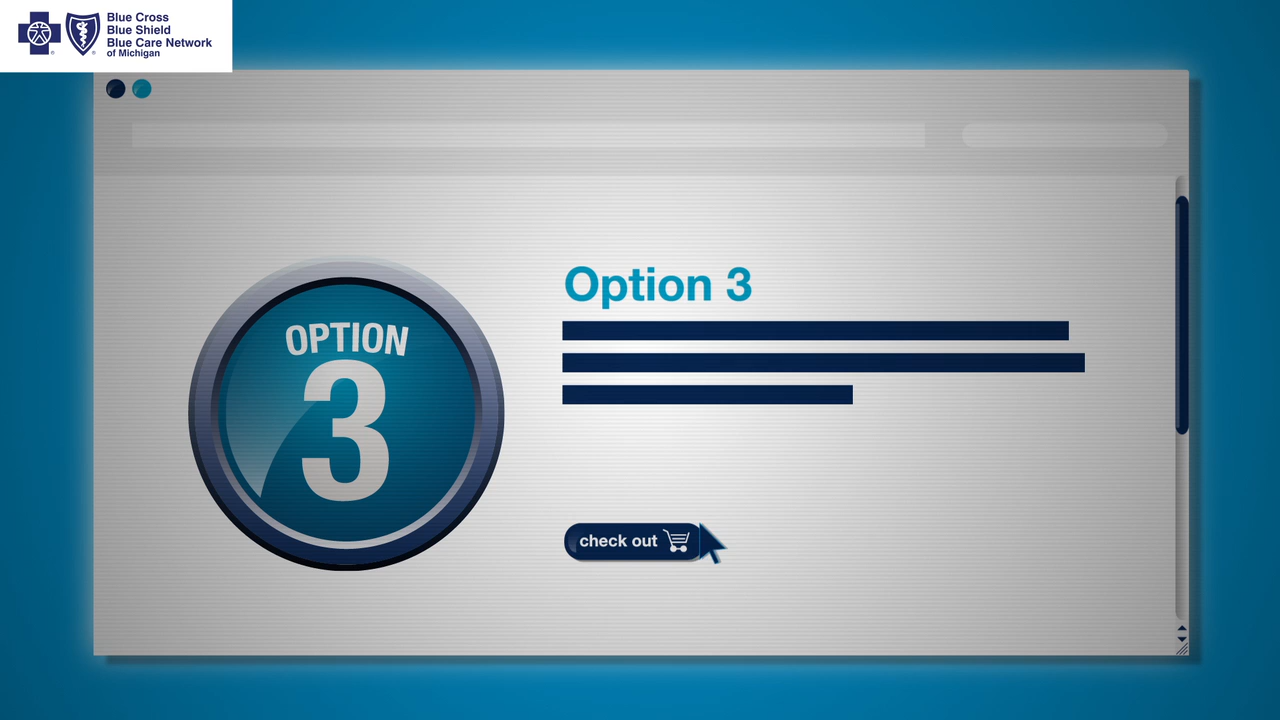 Blue Cross
Blue Shield
Blue Care Network
of Michigan
OPTION
3
Option 3
check out